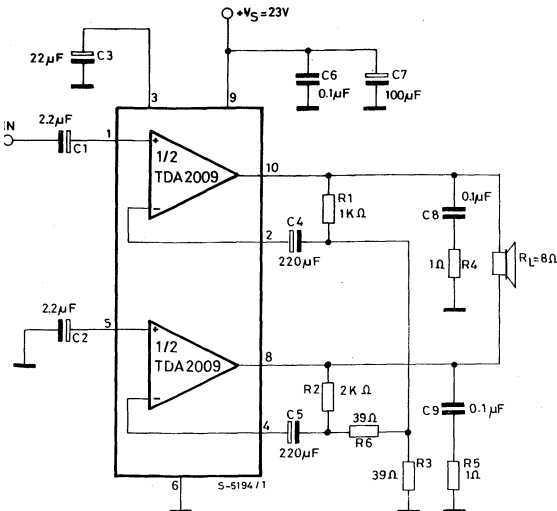 +VS=23V
C3
22µF
C6
0.1µF
C7
100µF
3
9
IN
2.2µF
C1
1
+
1/2
TDA2009
-
10
R1
1KΩ
0.1µF
C8
2
C4
220µF
1Ω
R4
RL=8Ω
2.2µF
C2
5
+
1/2
TDA2009
-
8
R2
2KΩ
C9
0.1µF
4
C5
220µF
39Ω
R6
R3
39Ω
R5
1Ω
6
S-5194/1